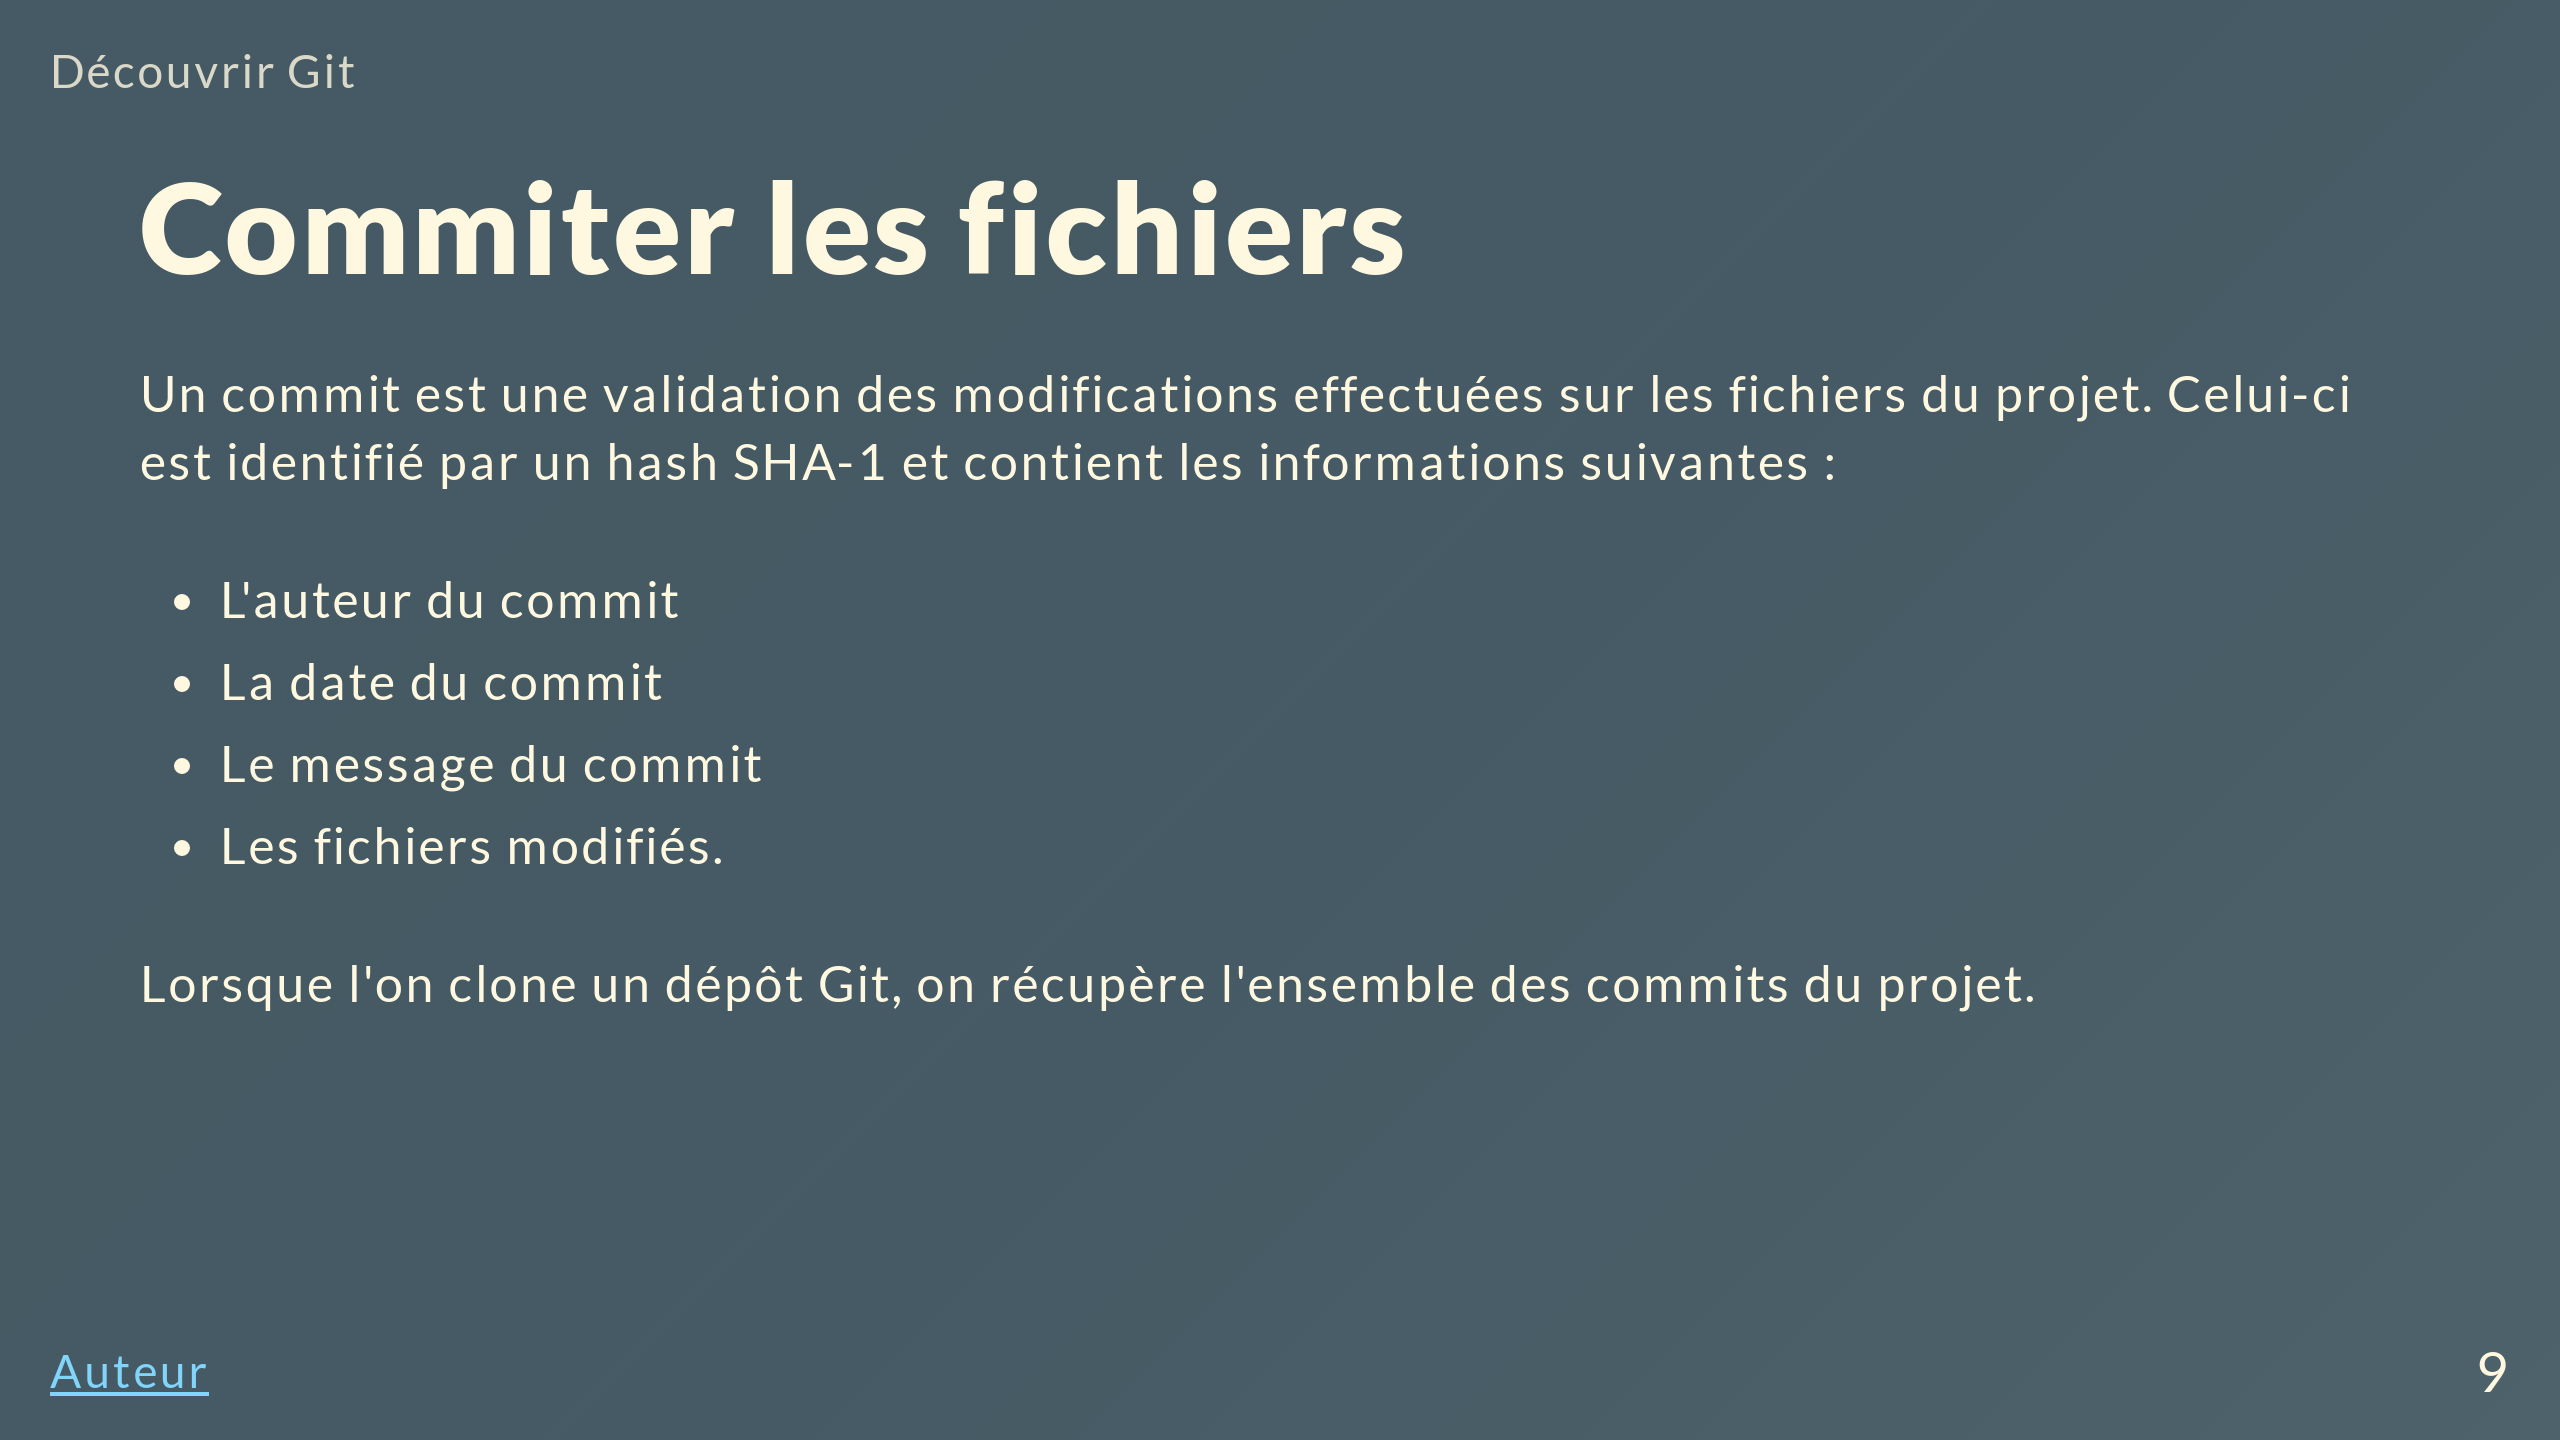 Découvrir Git
Commiter les fichiers
Un commit est une validation des modifications effectuées sur les fichiers du projet. Celui-ci
est identifié par un hash SHA-1 et contient les informations suivantes :
• L'auteur du commit
• La date du commit
• Le message du commit
• Les fichiers modifiés.
Lorsque l'on clone un dépôt Git, on récupère l'ensemble des commits du projet.
Auteur
9